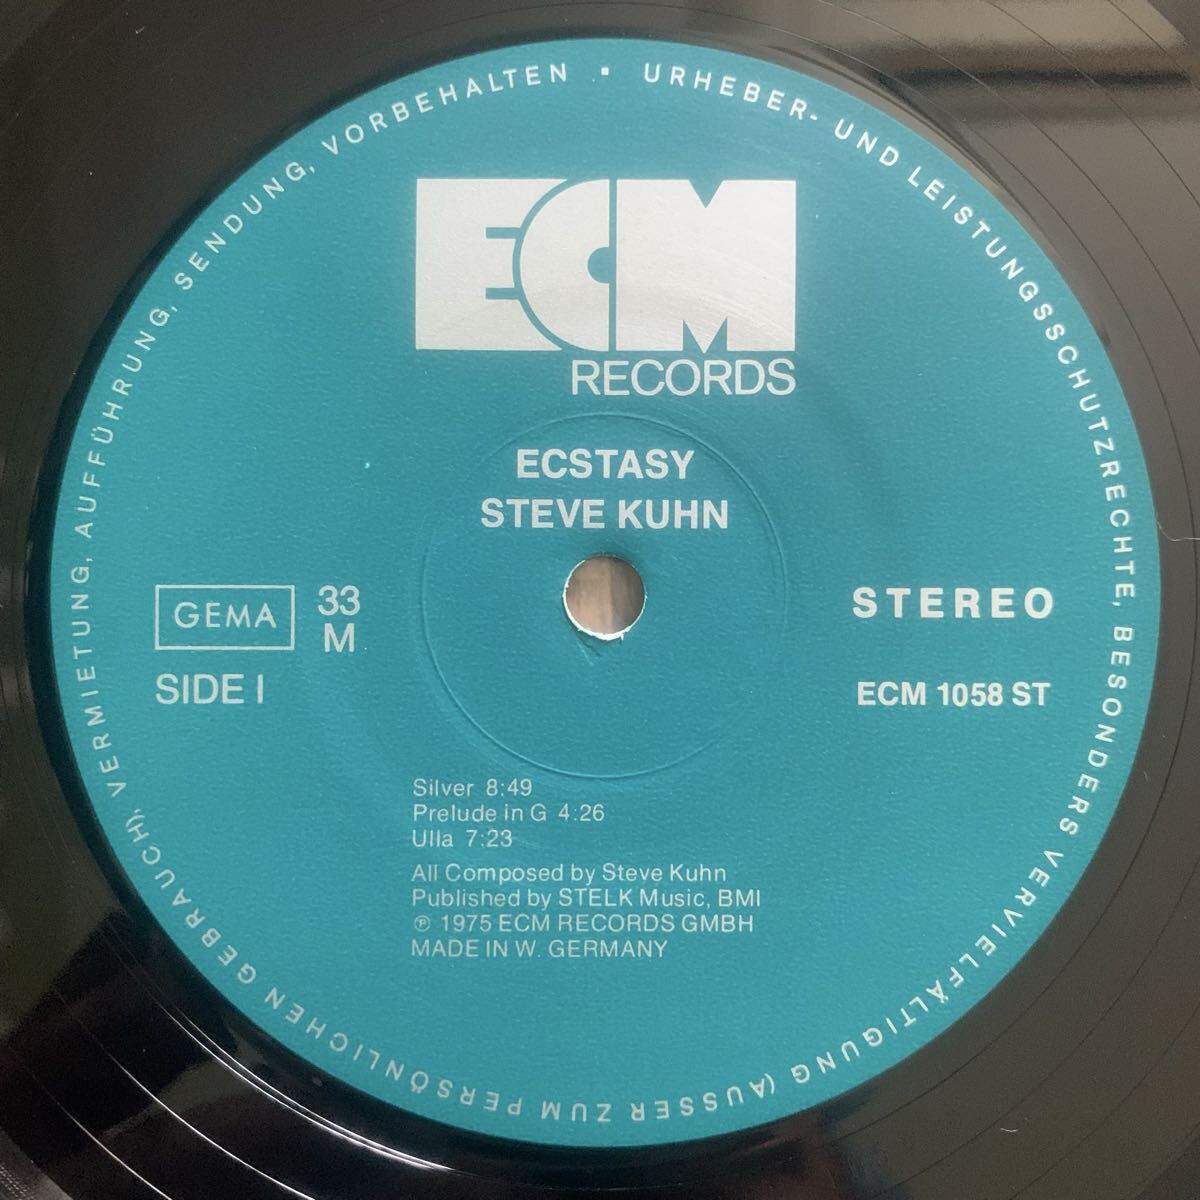 URHEBER- UND LEISTUNGSSCHUTZRECHTE, BESONDERS VERVIELFÄLTIGUNG (AUSSER ZUM PERSÖNLICHEN GEBRAUCH), VERMIETUNG, AUFFÜHRUNG, SENDUNG, VORBEHALTEN .
ECM
RECORDS
ECSTASY
STEVE KUHN
GEMA
33
M
SIDE I
STEREO
ECM 1058 ST
Silver 8:49
Prelude in G 4:26
Ulla 7:23
All Composed by Steve Kuhn
Published by STELK Music, BMI
℗ 1975 ECM RECORDS GMBH
MADE IN W. GERMANY